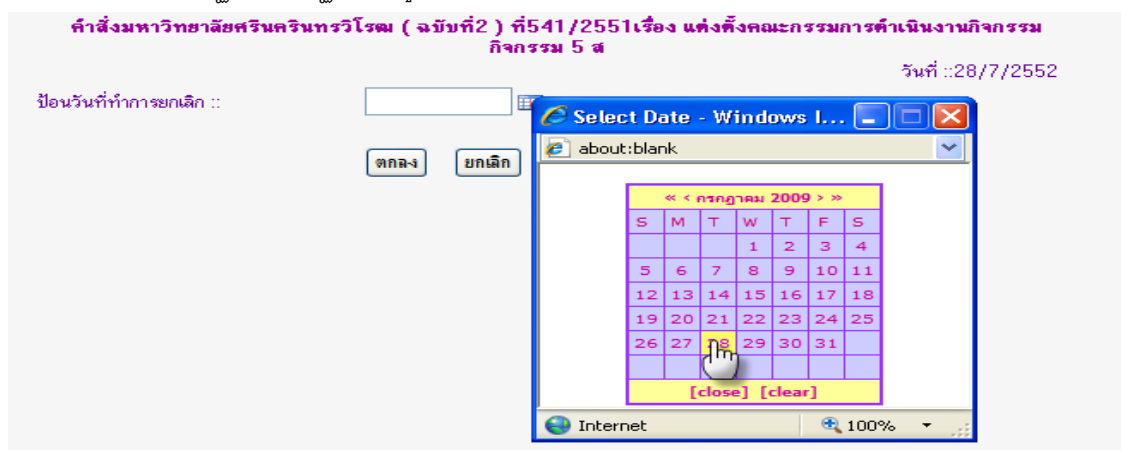 คำสั่งมหาวิทยาลัยศรีนครินทรวิโรฒ ( ฉบับที่2 ) ที่541/2551เรื่อง แต่งตั้งคณะกรรมการดำเนินงานกิจกรรม
กิจกรรม 5 ส
วันที่ ::28/7/2552
ป้อนวันที่ทำการยกเลิก ::
ตกลง ยกเลิก
Select Date - Windows I...
about:blank
« < กรกฎาคม 2009 > »
S M T W T F S
1 2 3 4
5 6 7 8 9 10 11
12 13 14 15 16 17 18
19 20 21 22 23 24 25
26 27 28 29 30 31
[close] [clear]
Internet 100%